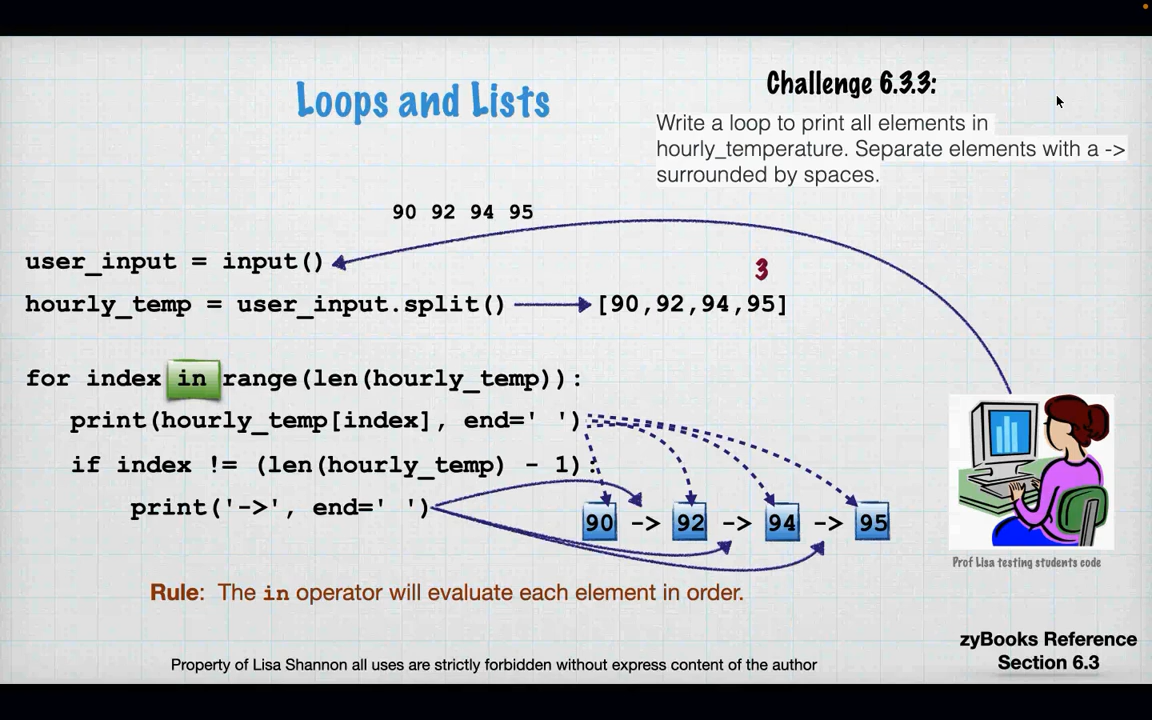 Loops and Lists
Challenge 6.3.3:
Write a loop to print all elements in
hourly_temperature. Separate elements with a ->
surrounded by spaces.
90 92 94 95
user_input = input()
3
hourly_temp = user_input.split() [90,92,94,95]
for index in range(len(hourly_temp)):
print(hourly_temp[index], end=' ')
if index != (len(hourly_temp) - 1):
print('->', end=' ')
90 -> 92 -> 94 -> 95
Prof Lisa testing students code
Rule: The in operator will evaluate each element in order.
zyBooks Reference
Section 6.3
Property of Lisa Shannon all uses are strictly forbidden without express content of the author